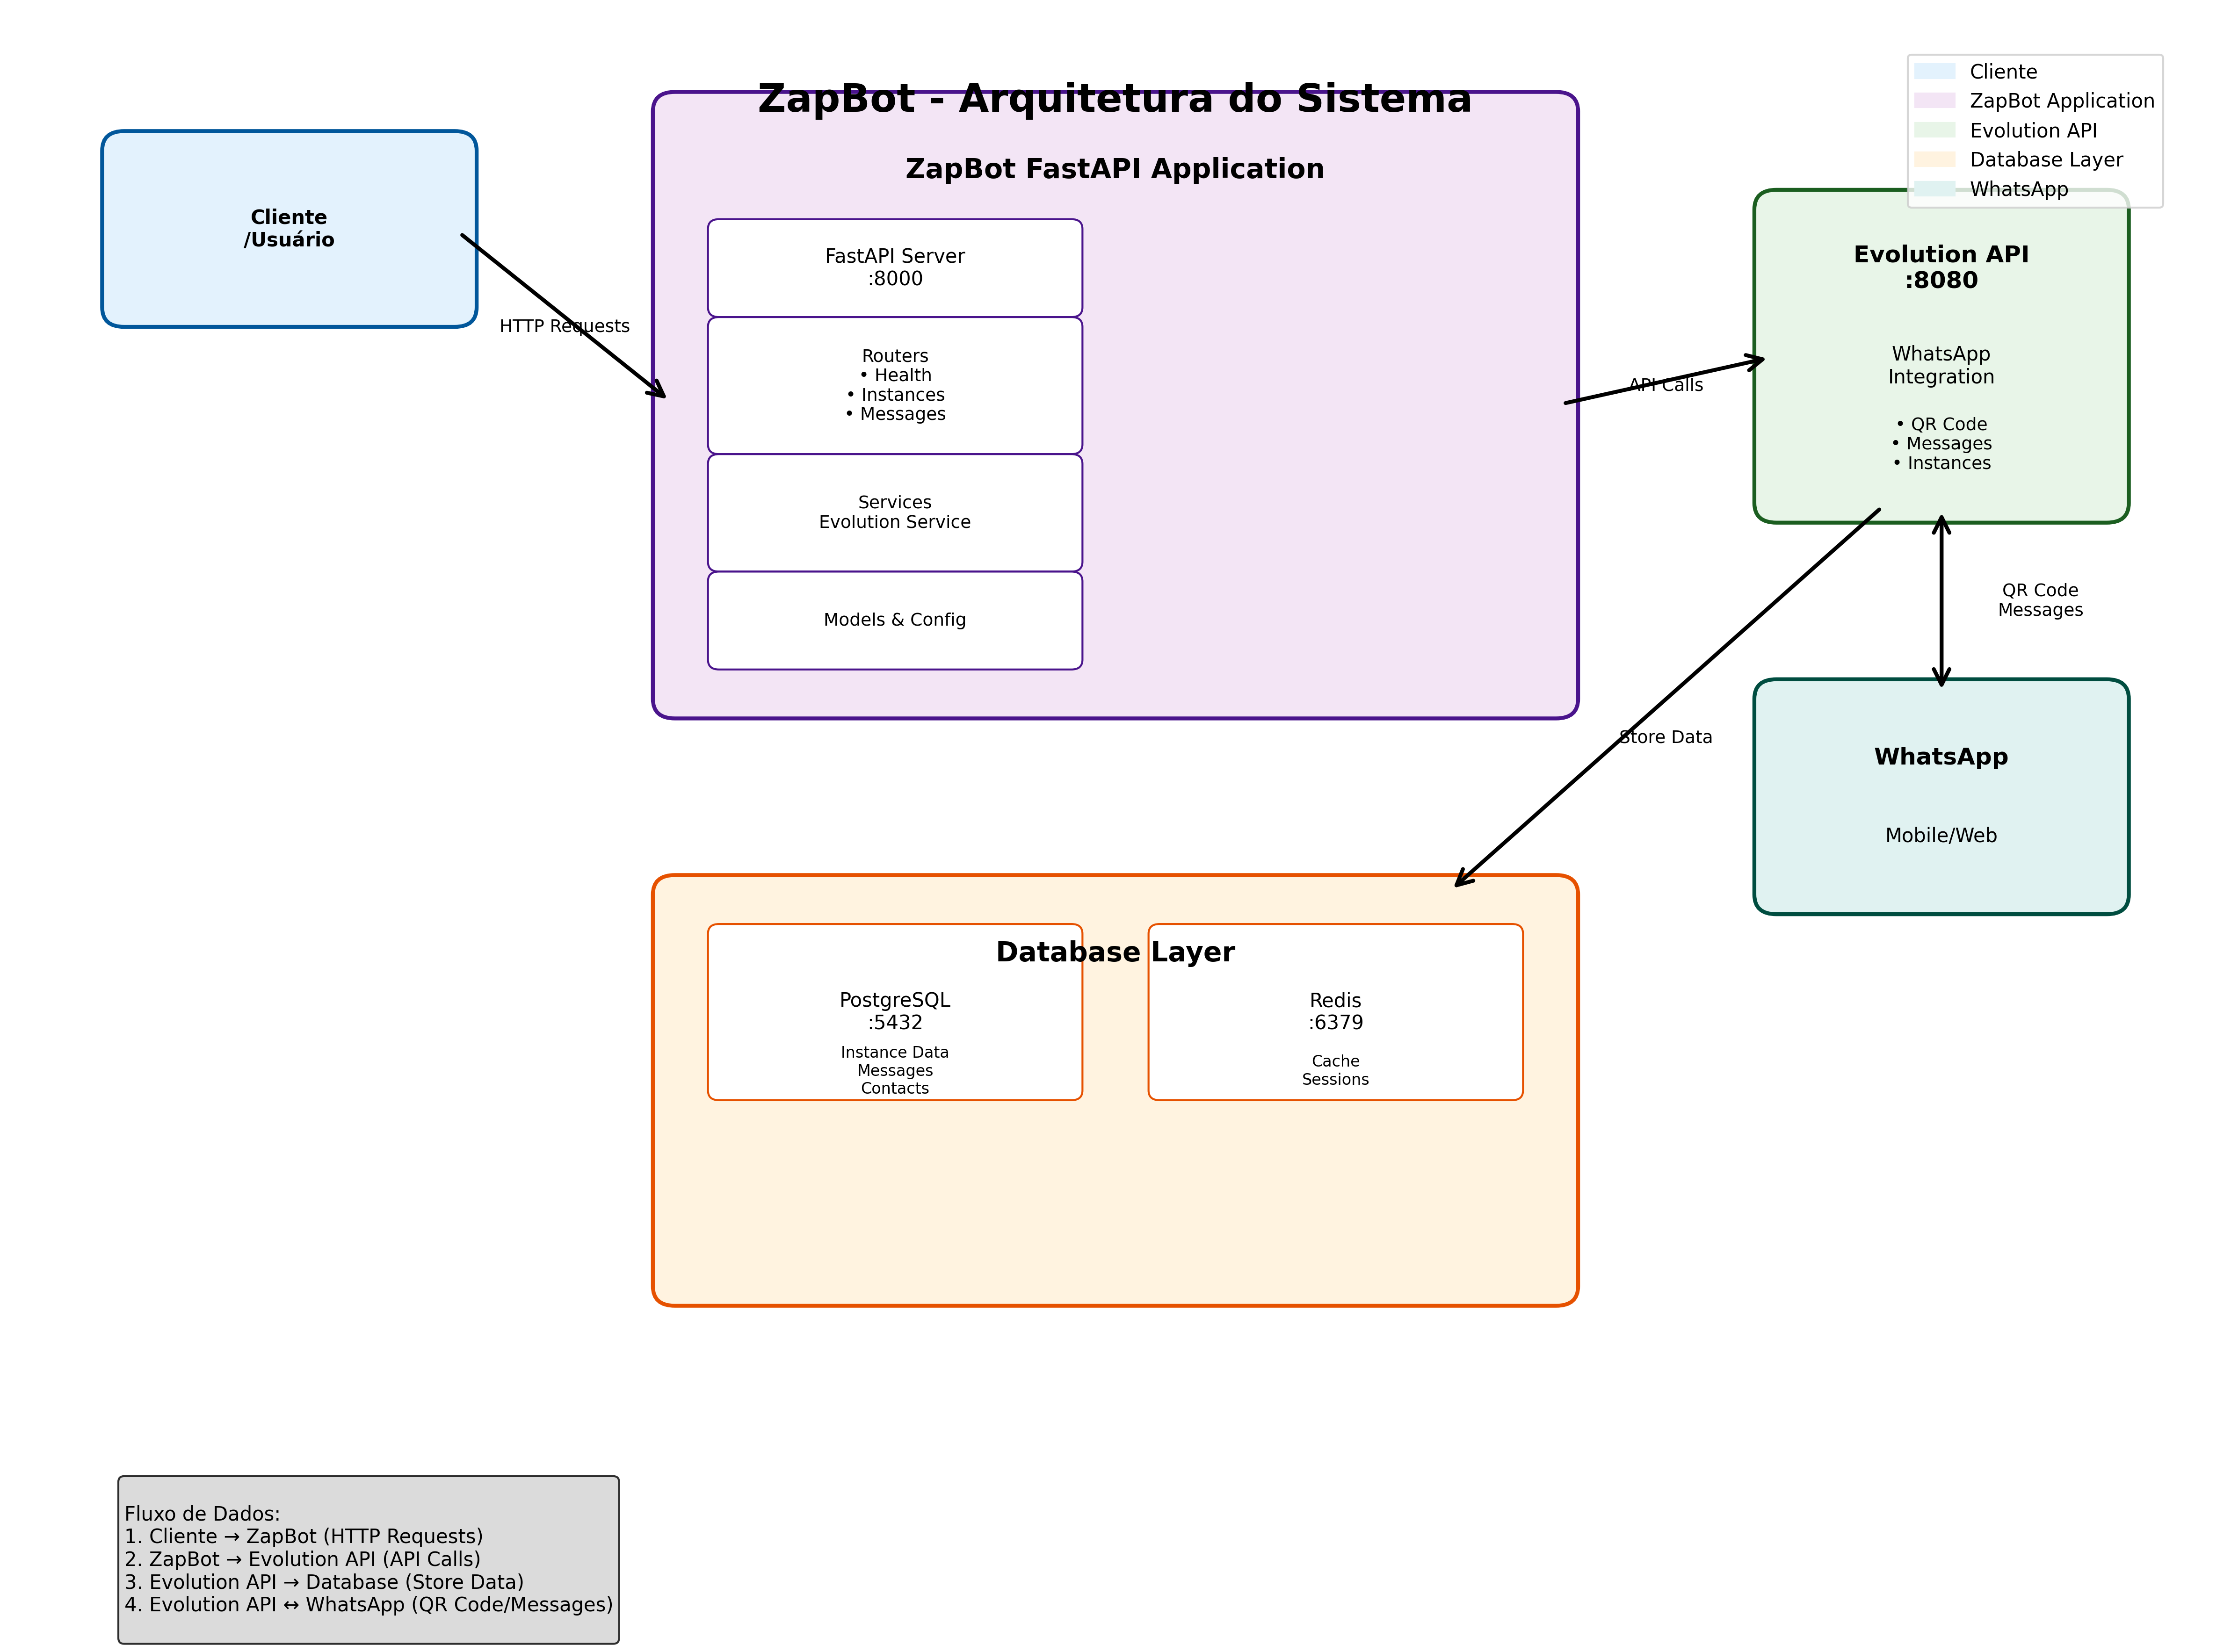 ZapBot - Arquitetura do Sistema
Cliente
ZapBot Application
Evolution API
Database Layer
WhatsApp
Cliente
/Usuário
HTTP Requests
ZapBot FastAPI Application
FastAPI Server
:8000
Routers
• Health
• Instances
• Messages
Services
Evolution Service
Models & Config
API Calls
Evolution API
:8080
WhatsApp
Integration
• QR Code
• Messages
• Instances
QR Code
Messages
Store Data
WhatsApp
Mobile/Web
Database Layer
PostgreSQL
:5432
Instance Data
Messages
Contacts
Redis
:6379
Cache
Sessions
Fluxo de Dados:
1. Cliente → ZapBot (HTTP Requests)
2. ZapBot → Evolution API (API Calls)
3. Evolution API → Database (Store Data)
4. Evolution API ↔ WhatsApp (QR Code/Messages)